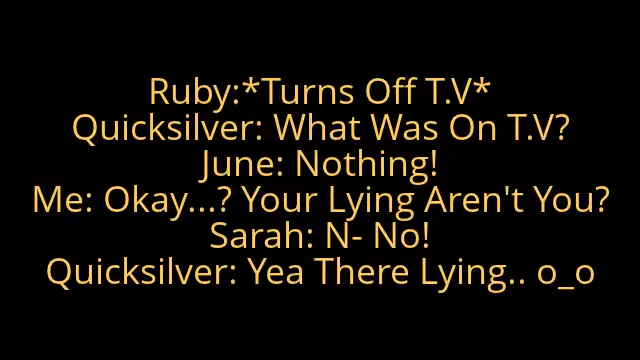 Ruby:*Turns Off T.V*
Quicksilver: What Was On T.V?
June: Nothing!
Me: Okay...? Your Lying Aren't You?
Sarah: N- No!
Quicksilver: Yea There Lying.. o_o